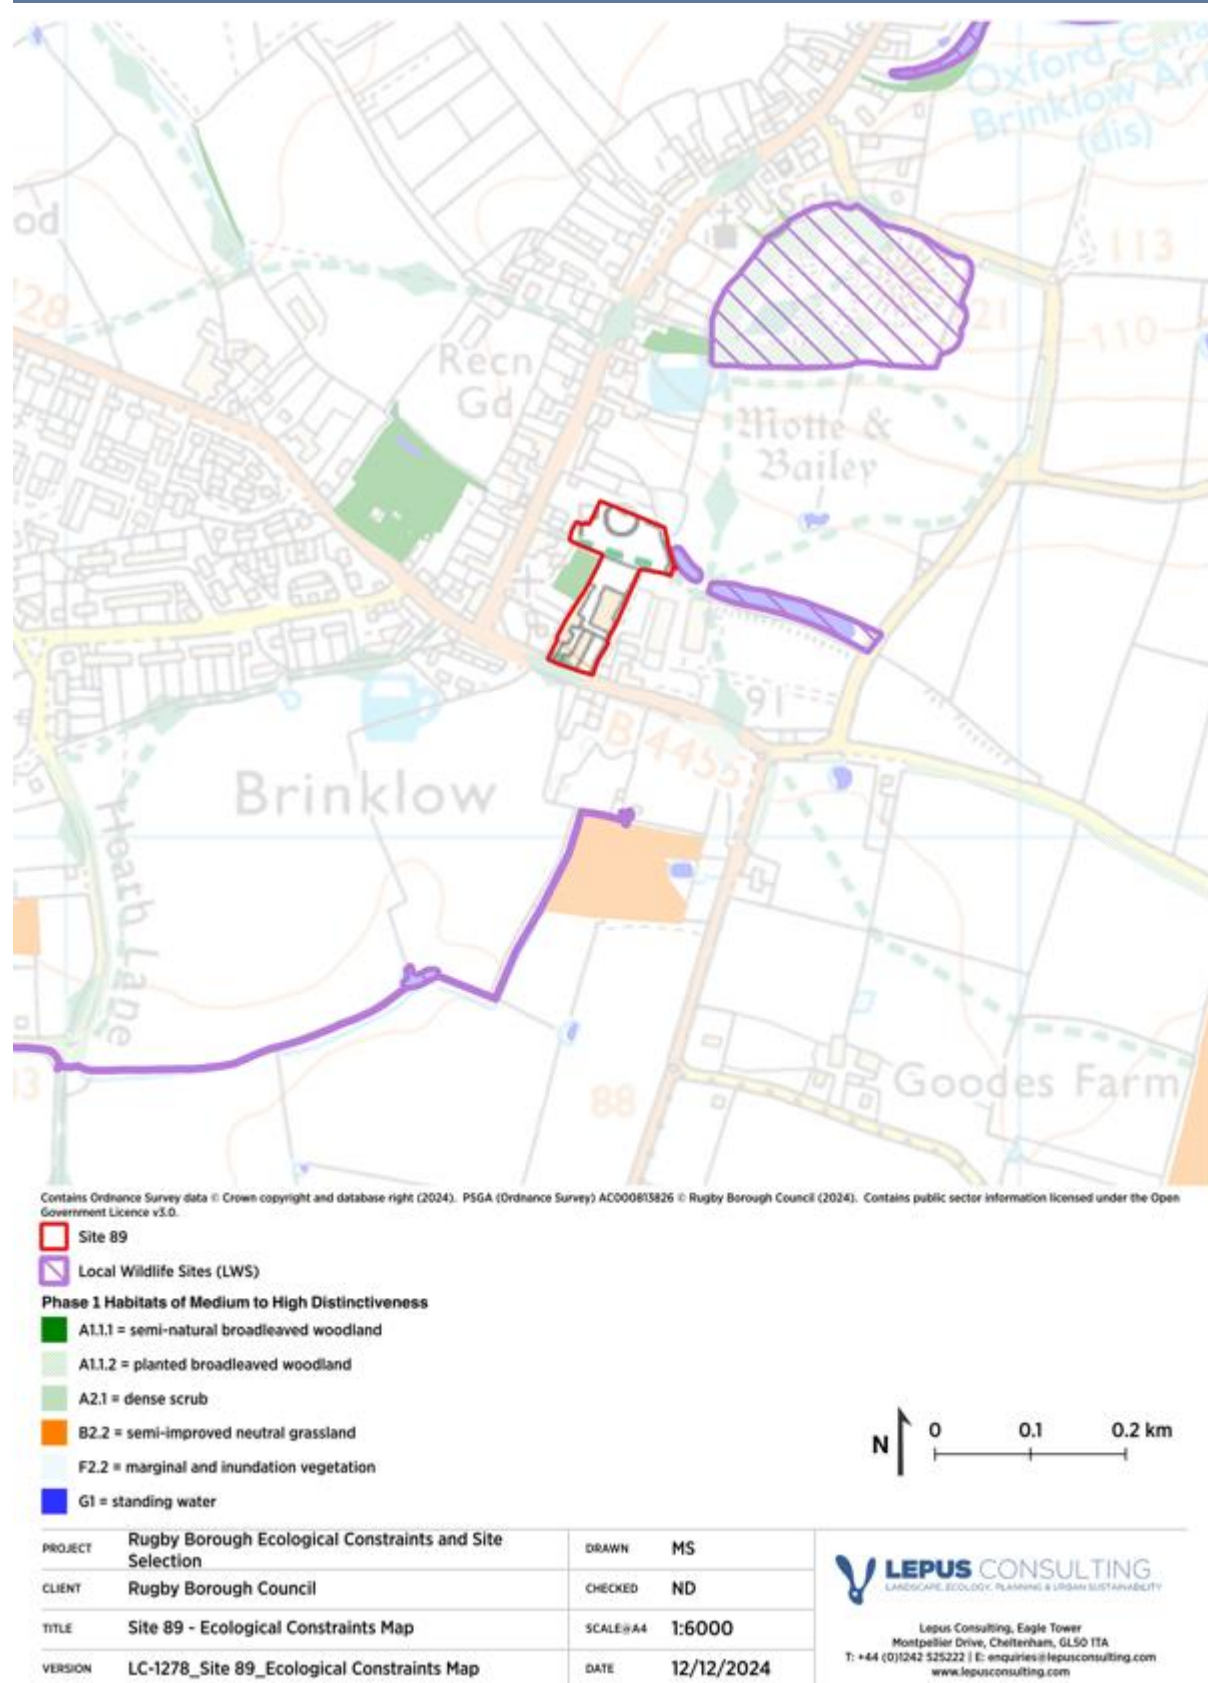 Oxford C
Brinklow Ar
(dis)
Sch
od
113
128
121
110
Recn
Gd
Motte &
Bailey
91
B 4455
Brinklow
Heath Lane
Goodes Farm
88
Contains Ordnance Survey data © Crown copyright and database right (2024). PSGA (Ordnance Survey) AC000813826 © Rugby Borough Council (2024). Contains public sector information licensed under the Open
Government Licence v3.0.
Site 89
Local Wildlife Sites (LWS)
Phase 1 Habitats of Medium to High Distinctiveness
A1.1.1 = semi-natural broadleaved woodland
A1.1.2 = planted broadleaved woodland
A2.1 = dense scrub
B2.2 = semi-improved neutral grassland
F2.2 = marginal and inundation vegetation
G1 = standing water
N
0 0.1 0.2 km
PROJECT Rugby Borough Ecological Constraints and Site
Selection
DRAWN MS
CLIENT Rugby Borough Council
CHECKED ND
TITLE Site 89 - Ecological Constraints Map
SCALE@A4 1:6000
VERSION LC-1278_Site 89_Ecological Constraints Map
DATE 12/12/2024
LEPUS CONSULTING
LANDSCAPE, ECOLOGY, PLANNING & URBAN SUSTAINABILITY
Lepus Consulting, Eagle Tower
Montpellier Drive, Cheltenham, GL50 1TA
T: +44 (0)1242 525222 | E: enquiries@lepusconsulting.com
www.lepusconsulting.com